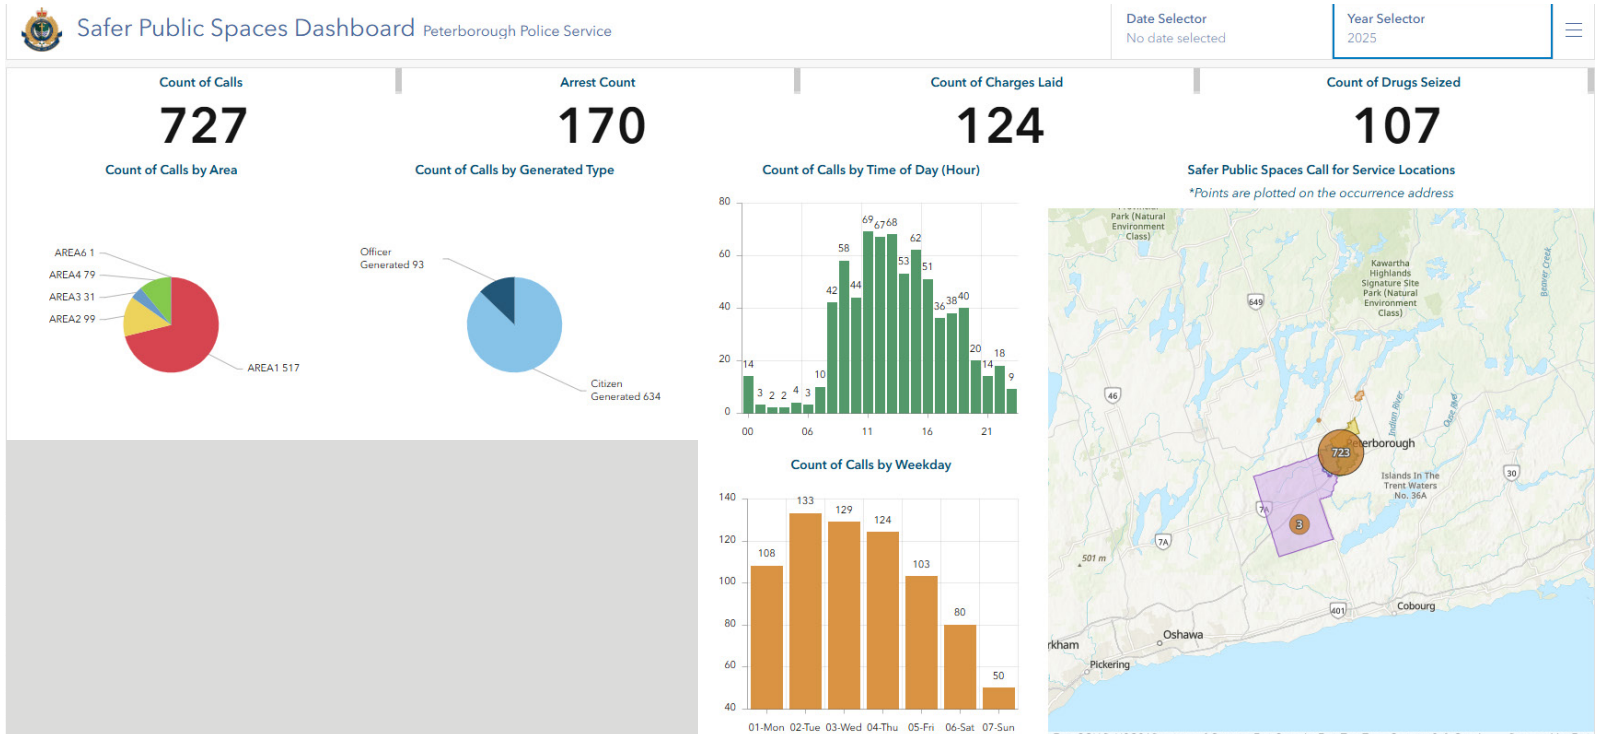 Safer Public Spaces Dashboard Peterborough Police Service
Date Selector
No date selected
Year Selector
2025
Count of Calls
727
Arrest Count
170
Count of Charges Laid
124
Count of Drugs Seized
107
Count of Calls by Area
AREA6 1
AREA4 79
AREA3 31
AREA2 99
AREA1 517
Count of Calls by Generated Type
Officer
Generated 93
Citizen
Generated 634
Count of Calls by Time of Day (Hour)
80
60
40
20
0
14
3
2
2
4
3
10
42
58
44
69
67
68
53
62
51
36
38
40
20
14
18
9
00
06
11
16
21
Count of Calls by Weekday
140
120
100
80
60
40
108
133
129
124
103
80
50
01-Mon 02-Tue 03-Wed 04-Thu 05-Fri 06-Sat 07-Sun
Safer Public Spaces Call for Service Locations
*Points are plotted on the occurrence address
Park (Natural
Environment
Class)
Kawartha
Highlands
Signature Site
Park (Natural
Environment
Class)
Beaver Creek
649
46
Indian River
Ouse River
723
Peterborough
Islands In The
Trent Waters
No. 36A
30
7A
3
7A
501 m
401
Cobourg
Oshawa
rkham
Pickering